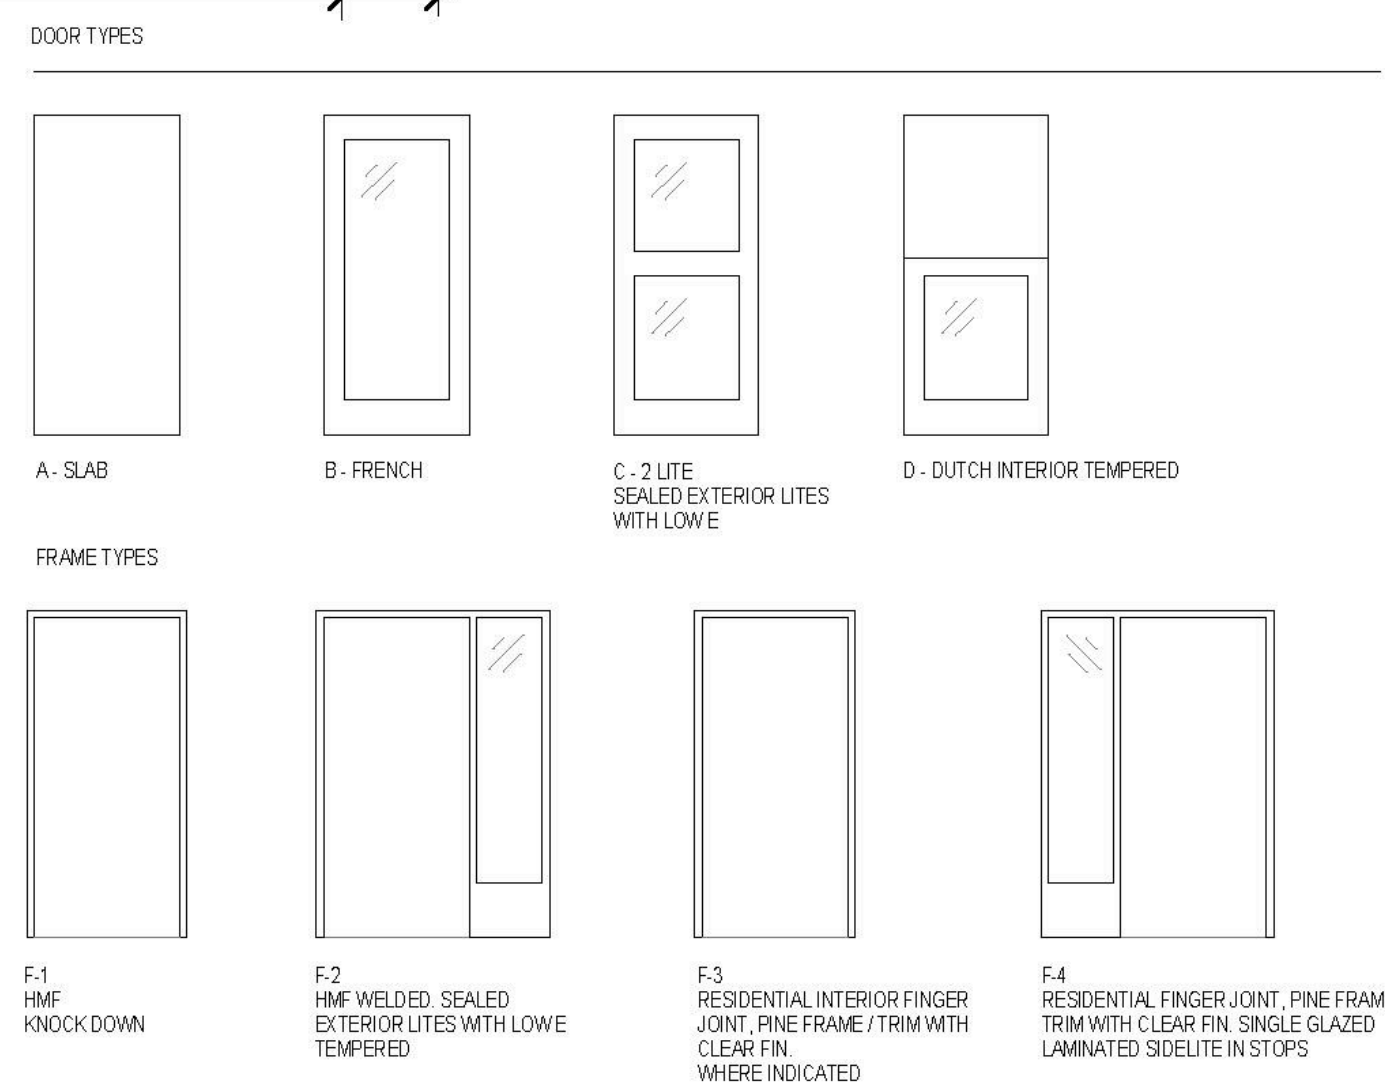 DOOR TYPES
A - SLAB
B - FRENCH
C - 2 LITE
SEALED EXTERIOR LITES
WITH LOW E
D - DUTCH INTERIOR TEMPERED
FRAME TYPES
F-1
HMF
KNOCK DOWN
F-2
HMF WELDED. SEALED
EXTERIOR LITES WITH LOW E
TEMPERED
F-3
RESIDENTIAL INTERIOR FINGER
JOINT, PINE FRAME / TRIM WITH
CLEAR FIN.
WHERE INDICATED
F-4
RESIDENTIAL FINGER JOINT, PINE FRAM
TRIM WITH CLEAR FIN. SINGLE GLAZED
LAMINATED SIDELITE IN STOPS